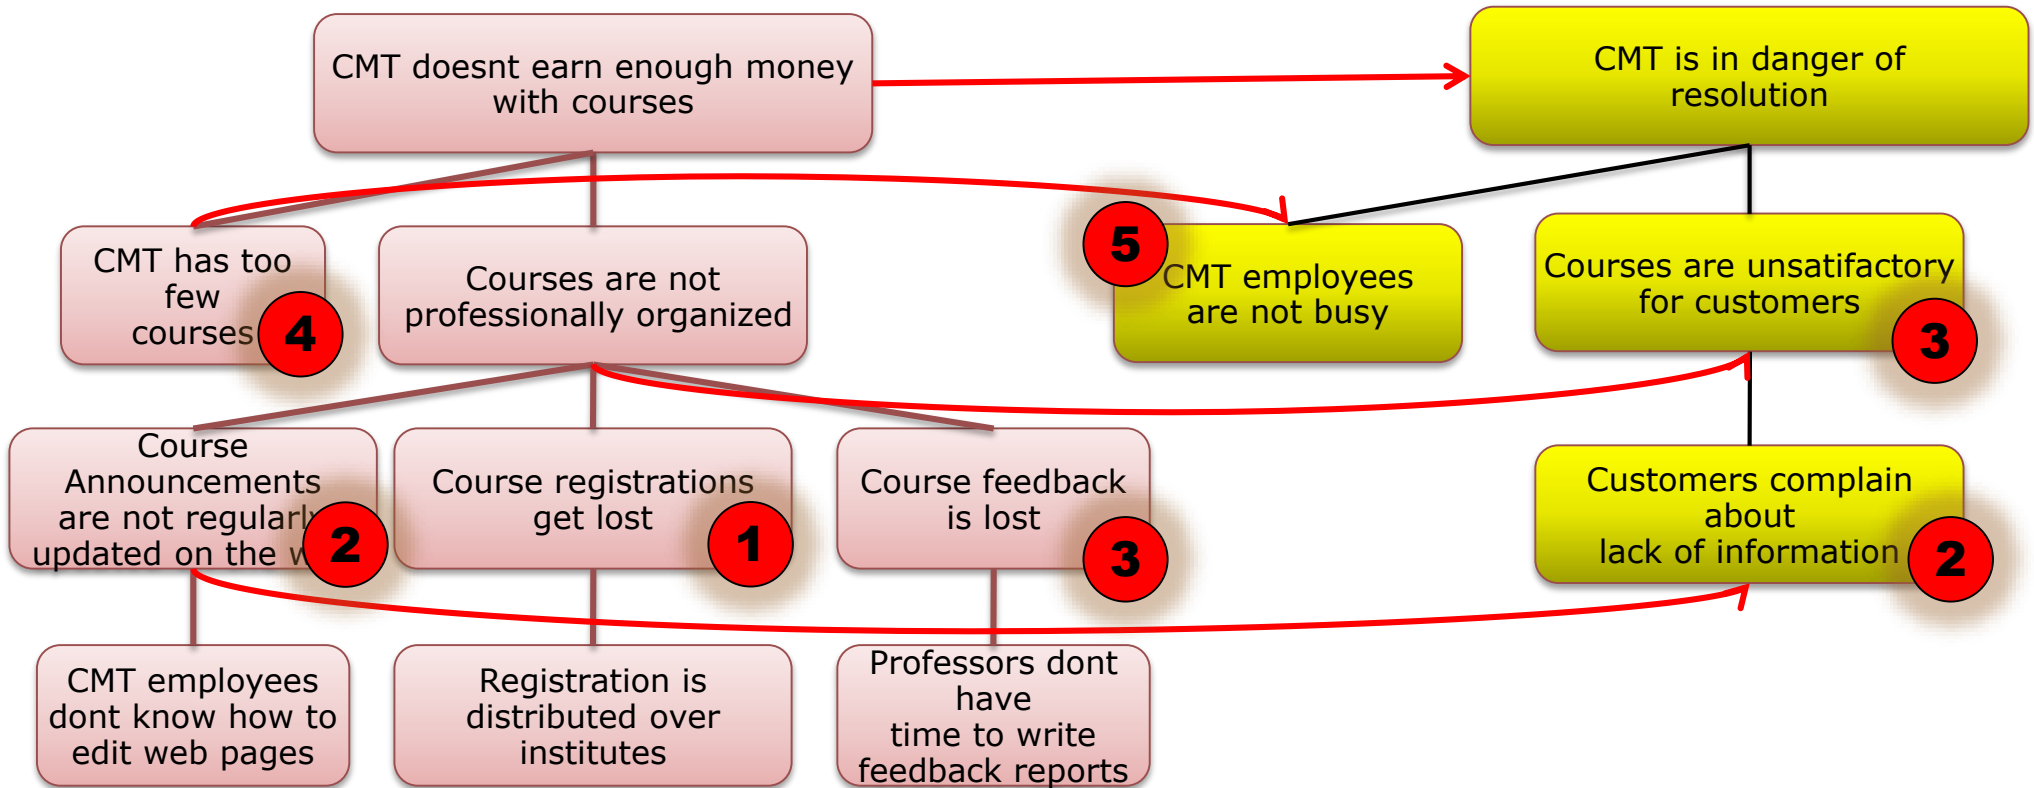 CMT doesnt earn enough money
with courses
CMT is in danger of
resolution
CMT has too
few
courses
4
Courses are not
professionally organized
5
CMT employees
are not busy
Courses are unsatifactory
for customers
3
Course
Announcements
are not regularly
updated on the
2
Course registrations
get lost
1
Course feedback
is lost
3
Customers complain
about
lack of information
2
CMT employees
dont know how to
edit web pages
Registration is
distributed over
institutes
Professors dont
have
time to write
feedback reports